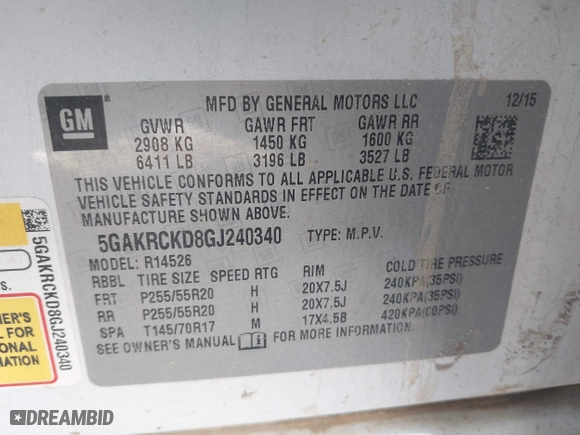 GM
MFD BY GENERAL MOTORS LLC 12/15
GVWR GAWR FRT GAWR RR
2908 KG 1450 KG 1600 KG
6411 LB 3196 LB 3527 LB
THIS VEHICLE CONFORMS TO ALL APPLICABLE U.S. FEDERAL MOTOR
VEHICLE SAFETY STANDARDS IN EFFECT ON THE DATE OF
MANUFACTURE SHOWN ABOVE.
5GAKRCKD8GJ240340 TYPE: M.P.V.
MODEL: R14526
RBBL TIRE SIZE SPEED RTG RIM COLD TIRE PRESSURE
FRT P255/55R20 H 20X7.5J 240KPA(35PSI)
RR P255/55R20 H 20X7.5J 240KPA(35PSI)
SPA T145/70R17 M 17X4.5B 420KPA(60PSI)
SEE OWNER'S MANUAL FOR MORE INFORMATION.
5GAKRCKD8GJ240340
OWNER'S
L FOR
ONAL
ATION
DREAMBID